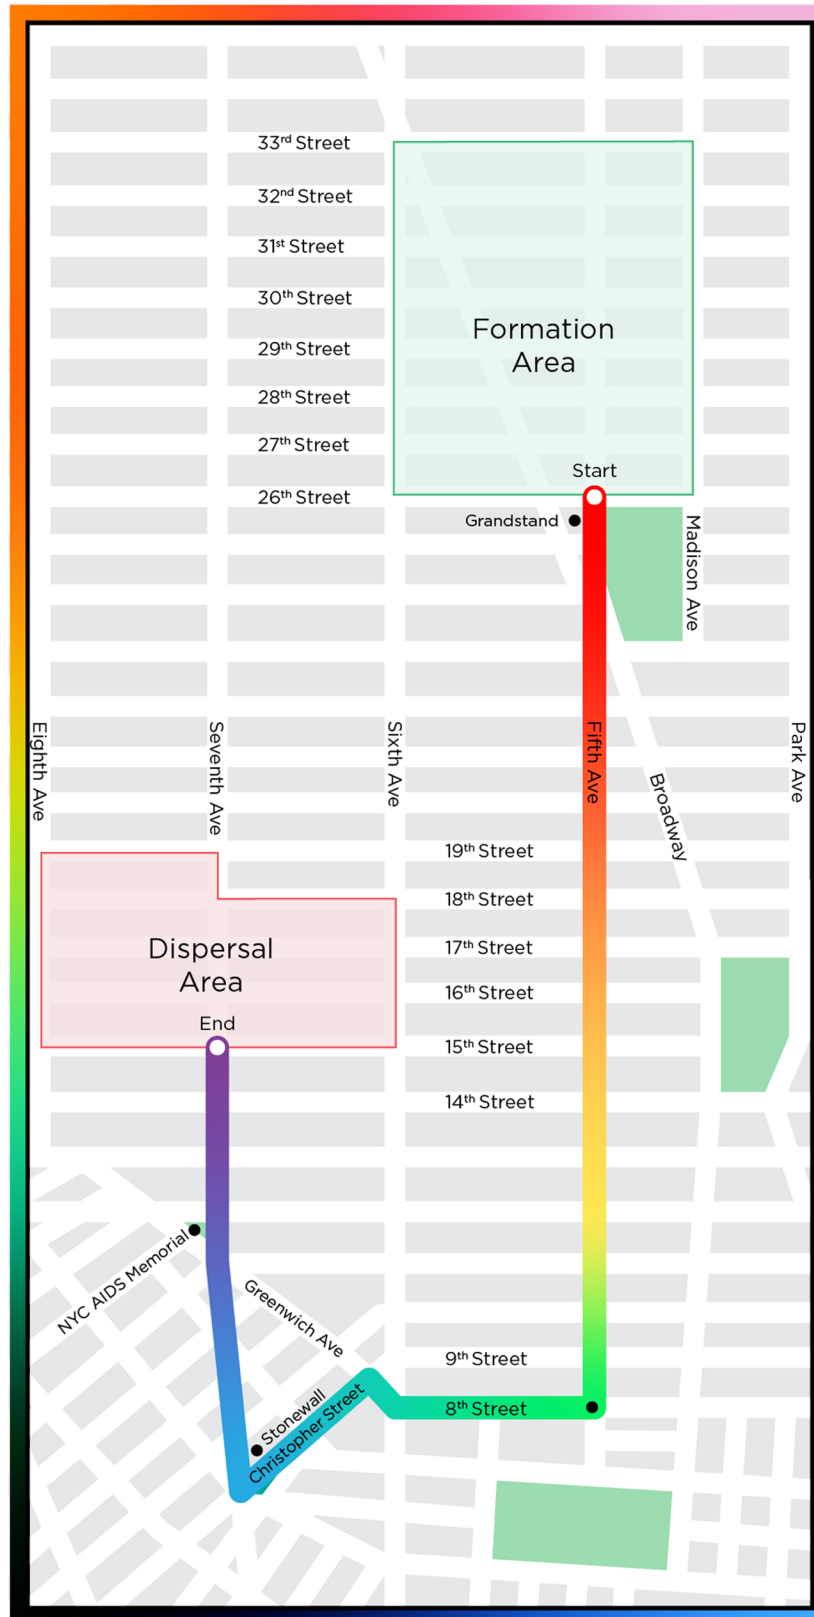 33rd Street
32nd Street
31st Street
30th Street
29th Street
28th Street
27th Street
26th Street
Formation
Area
Start
Grandstand
Madison Ave
Eighth Ave
Seventh Ave
Sixth Ave
Fifth Ave
Broadway
Park Ave
19th Street
18th Street
17th Street
16th Street
15th Street
14th Street
Dispersal
Area
End
NYC AIDS Memorial
Greenwich Ave
9th Street
8th Street
Stonewall
Christopher Street